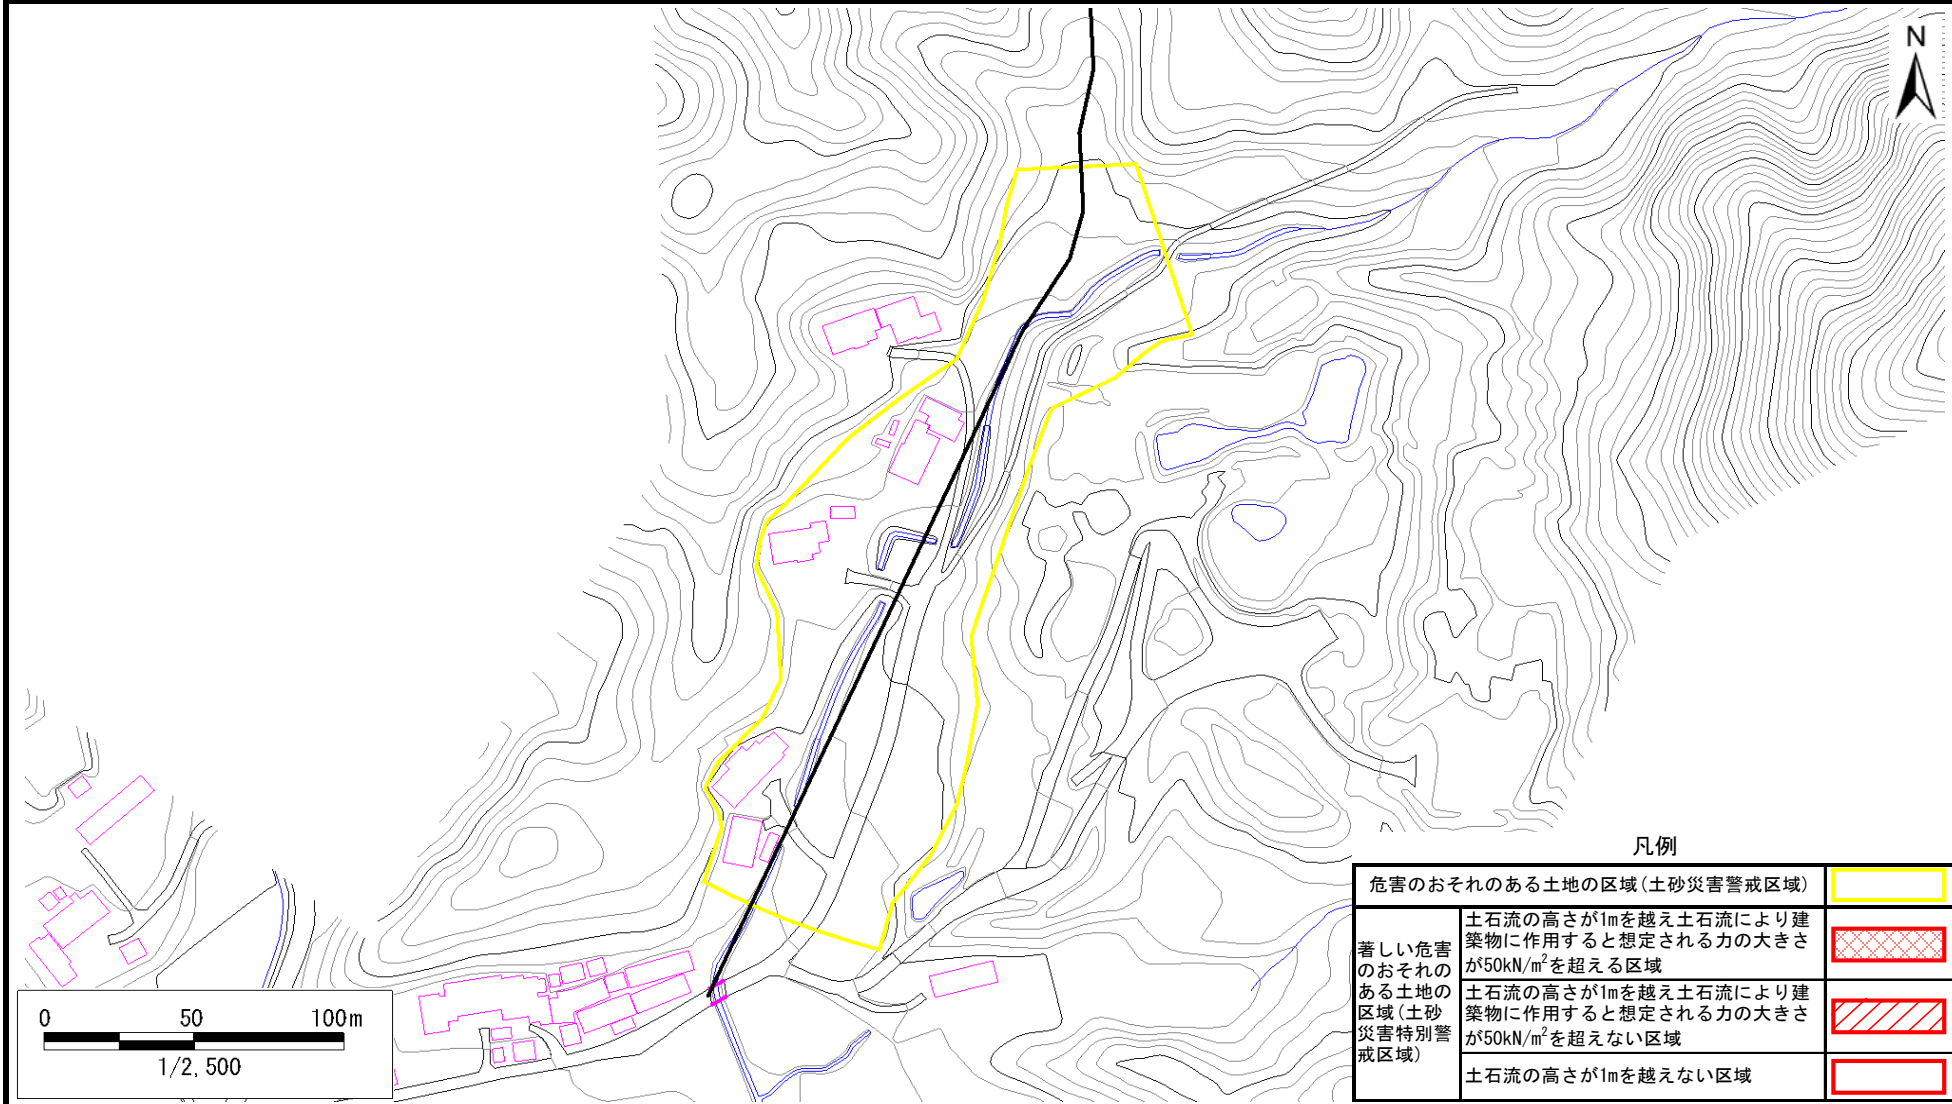 N
凡例
危害のおそれのある土地の区域(土砂災害警戒区域)
著しい危害
のおそれの
ある土地の
区域(土砂
災害特別警
戒区域)
土石流の高さが1mを越え土石流により建
築物に作用すると想定される力の大きさ
が50kN/m²を超える区域
土石流の高さが1mを越え土石流により建
築物に作用すると想定される力の大きさ
が50kN/m²を超えない区域
土石流の高さが1mを越えない区域
0 50 100m
1/2,500